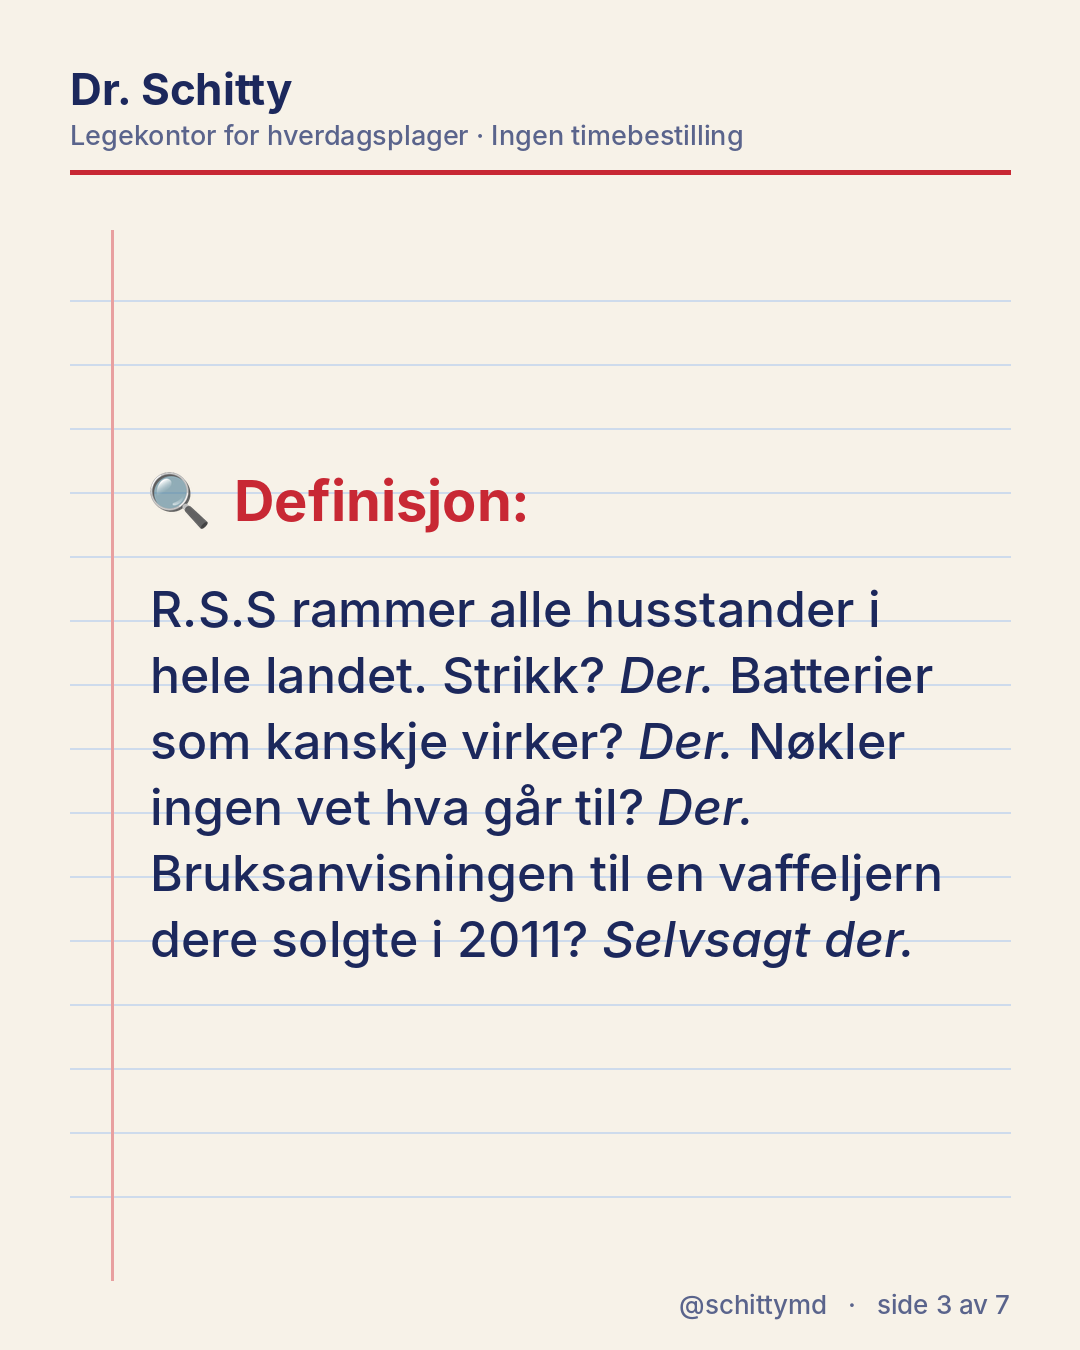 Dr. Schitty
Legekontor for hverdagsplager · Ingen timebestilling
🔍 Definisjon:
R.S.S rammer alle husstander i
hele landet. Strikk? Der. Batterier
som kanskje virker? Der. Nøkler
ingen vet hva går til? Der.
Bruksanvisningen til en vaffeljern
dere solgte i 2011? Selvsagt der.
@schittymd · side 3 av 7